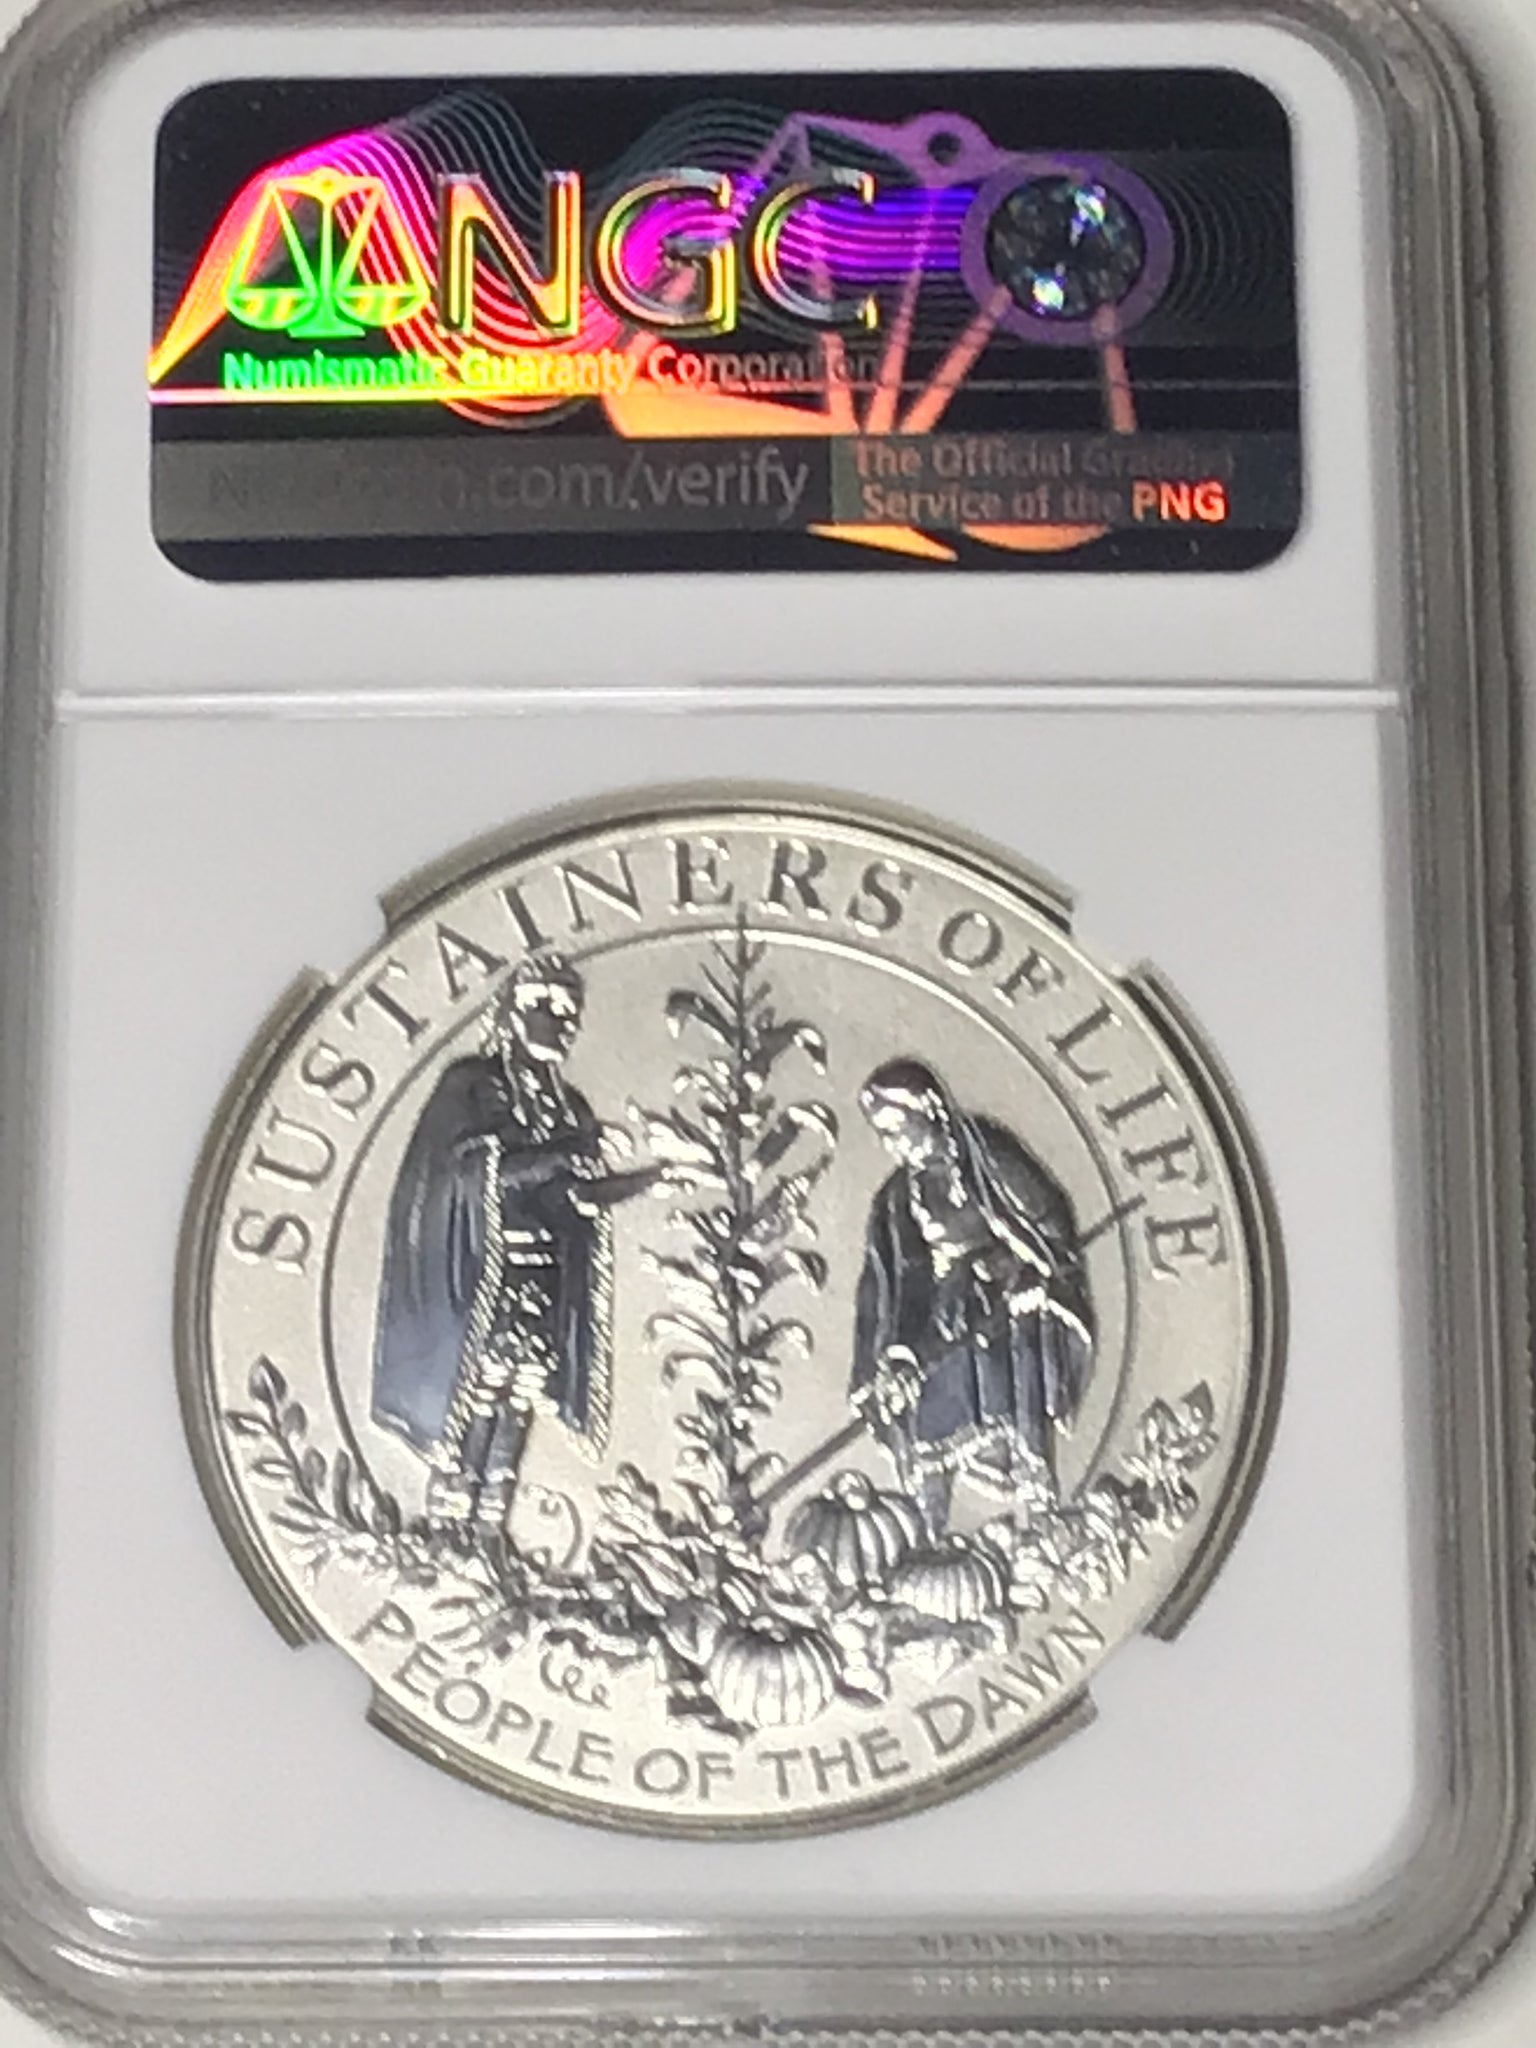 NGC
Numismatic Guaranty Corporation
.com/verify
The Official Grading
Service of the PNG
SUSTAINERS OF LIFE
PEOPLE OF THE DAWN